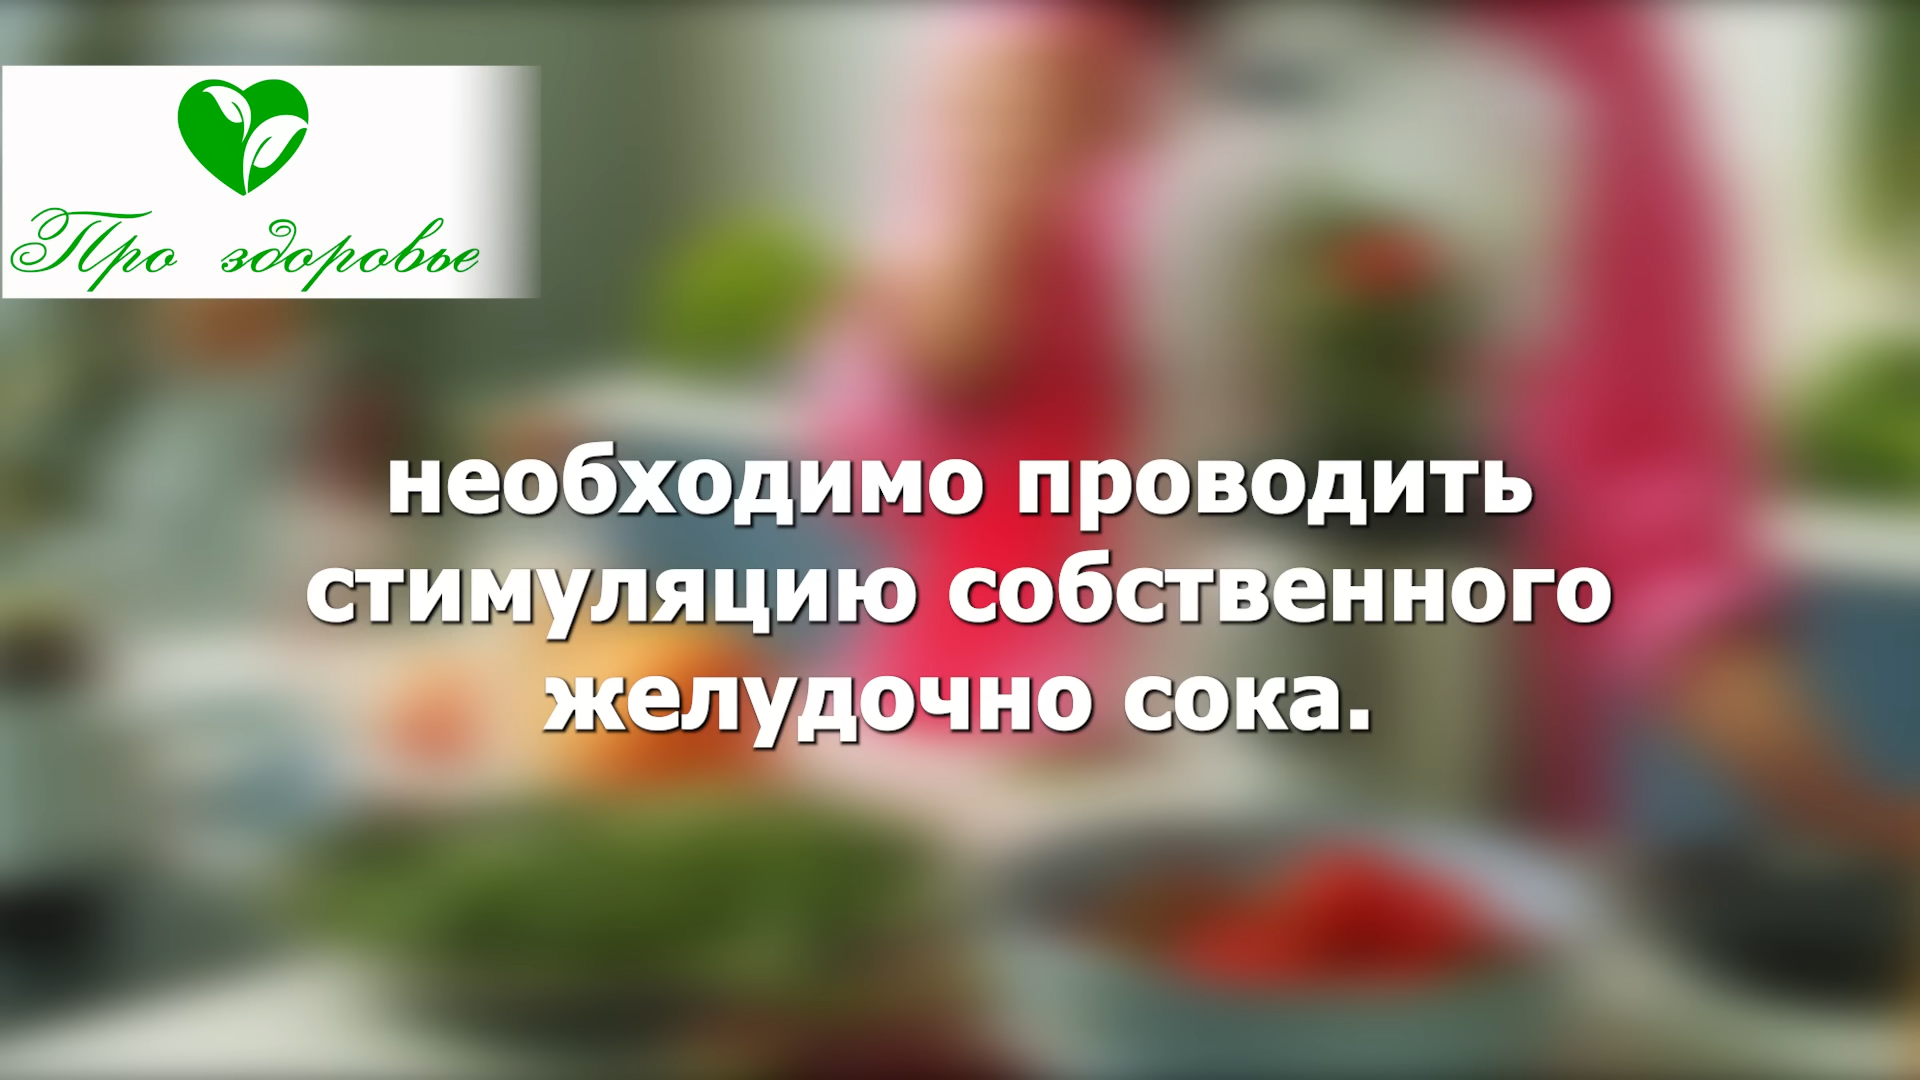 Про здоровье
необходимо проводить
стимуляцию собственного
желудочно сока.